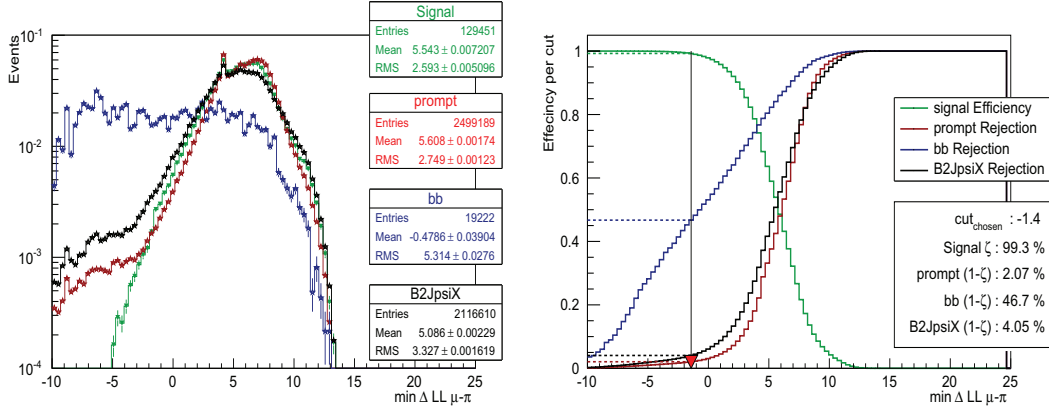 Events
10⁻¹
10⁻²
10⁻³
10⁻⁴
-10 -5 0 5 10 15 20 25
min Δ LL μ-π
Signal
Entries 129451
Mean 5.543 ± 0.007207
RMS 2.593 ± 0.005096
prompt
Entries 2499189
Mean 5.608 ± 0.00174
RMS 2.749 ± 0.00123
bb
Entries 19222
Mean -0.4786 ± 0.03904
RMS 5.314 ± 0.0276
B2JpsiX
Entries 2116610
Mean 5.086 ± 0.00229
RMS 3.327 ± 0.001619
Effecincy per cut
1
0.8
0.6
0.4
0.2
0
-10 -5 0 5 10 15 20 25
min Δ LL μ-π
signal Efficiency
prompt Rejection
bb Rejection
B2JpsiX Rejection
cut_chosen : -1.4
Signal ζ : 99.3 %
prompt (1-ζ) : 2.07 %
bb (1-ζ) : 46.7 %
B2JpsiX (1-ζ) : 4.05 %